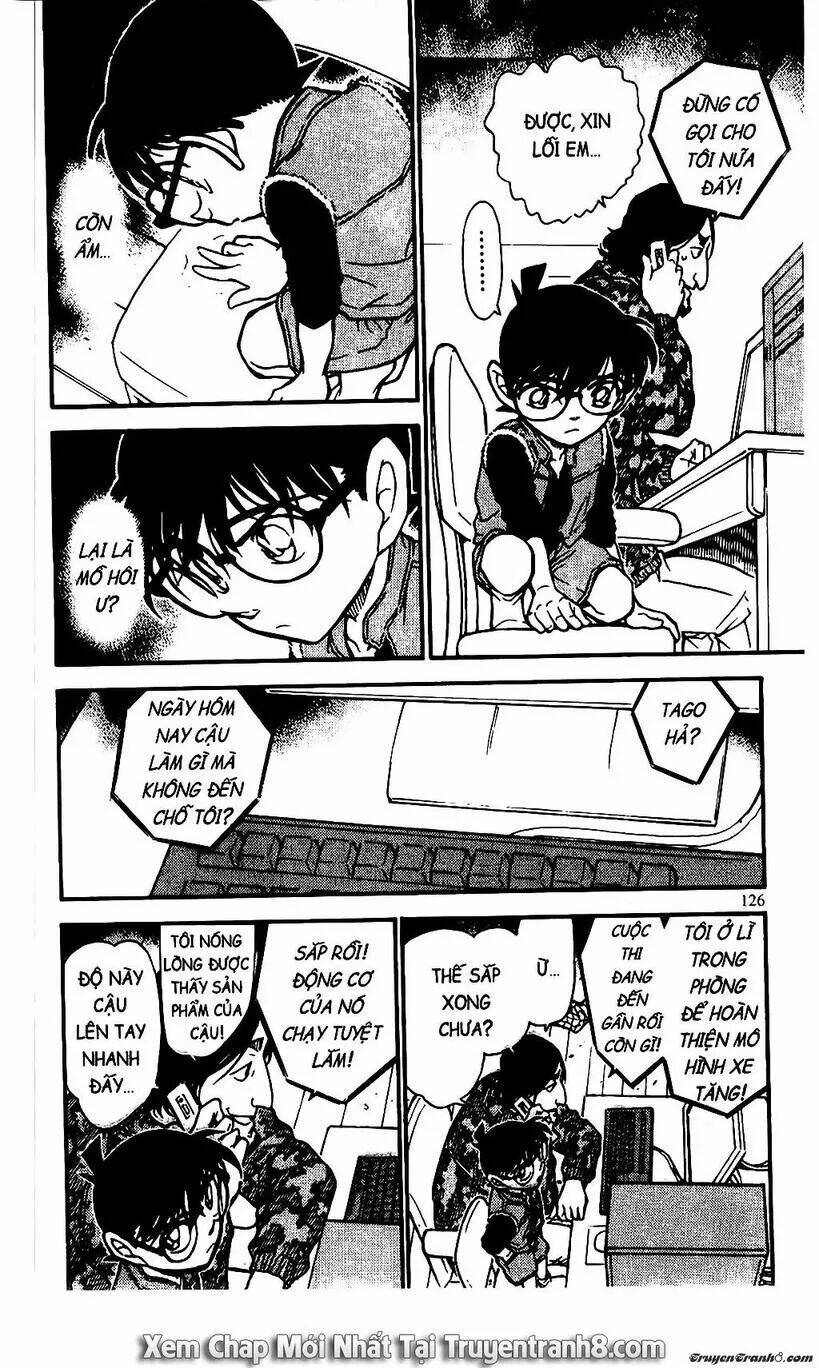 ĐỪNG CÓ
GỌI CHO
TÔI NỮA
ĐẤY!
ĐƯỢC, XIN
LỖI EM...
CÒN
ẨM...
LẠI LÀ
MỒ HÔI
Ư?
TAGO
HẢ?
NGÀY HÔM
NAY CẬU
LÀM GÌ MÀ
KHÔNG ĐẾN
CHỖ TÔI?
126
TÔI Ở LÌ
TRONG
PHÒNG
ĐỂ HOÀN
THIỆN MÔ
HÌNH XE
TĂNG!
CUỘC
THI
ĐANG
ĐẾN
GẦN RỒI
CÒN GÌ!
Ừ...
THẾ SẮP
XONG
CHƯA?
SẮP RỒI!
ĐỘNG CƠ
CỦA NÓ
CHẠY TUYỆT
LẮM!
TÔI NÓNG
LÒNG ĐƯỢC
THẤY SẢN
PHẨM CỦA
CẬU!
ĐỘ NÀY
CẬU
LÊN TAY
NHANH
ĐẤY...
Xem Chap Mới Nhất Tại Truyentranh8.com
TruyenTranh8.com